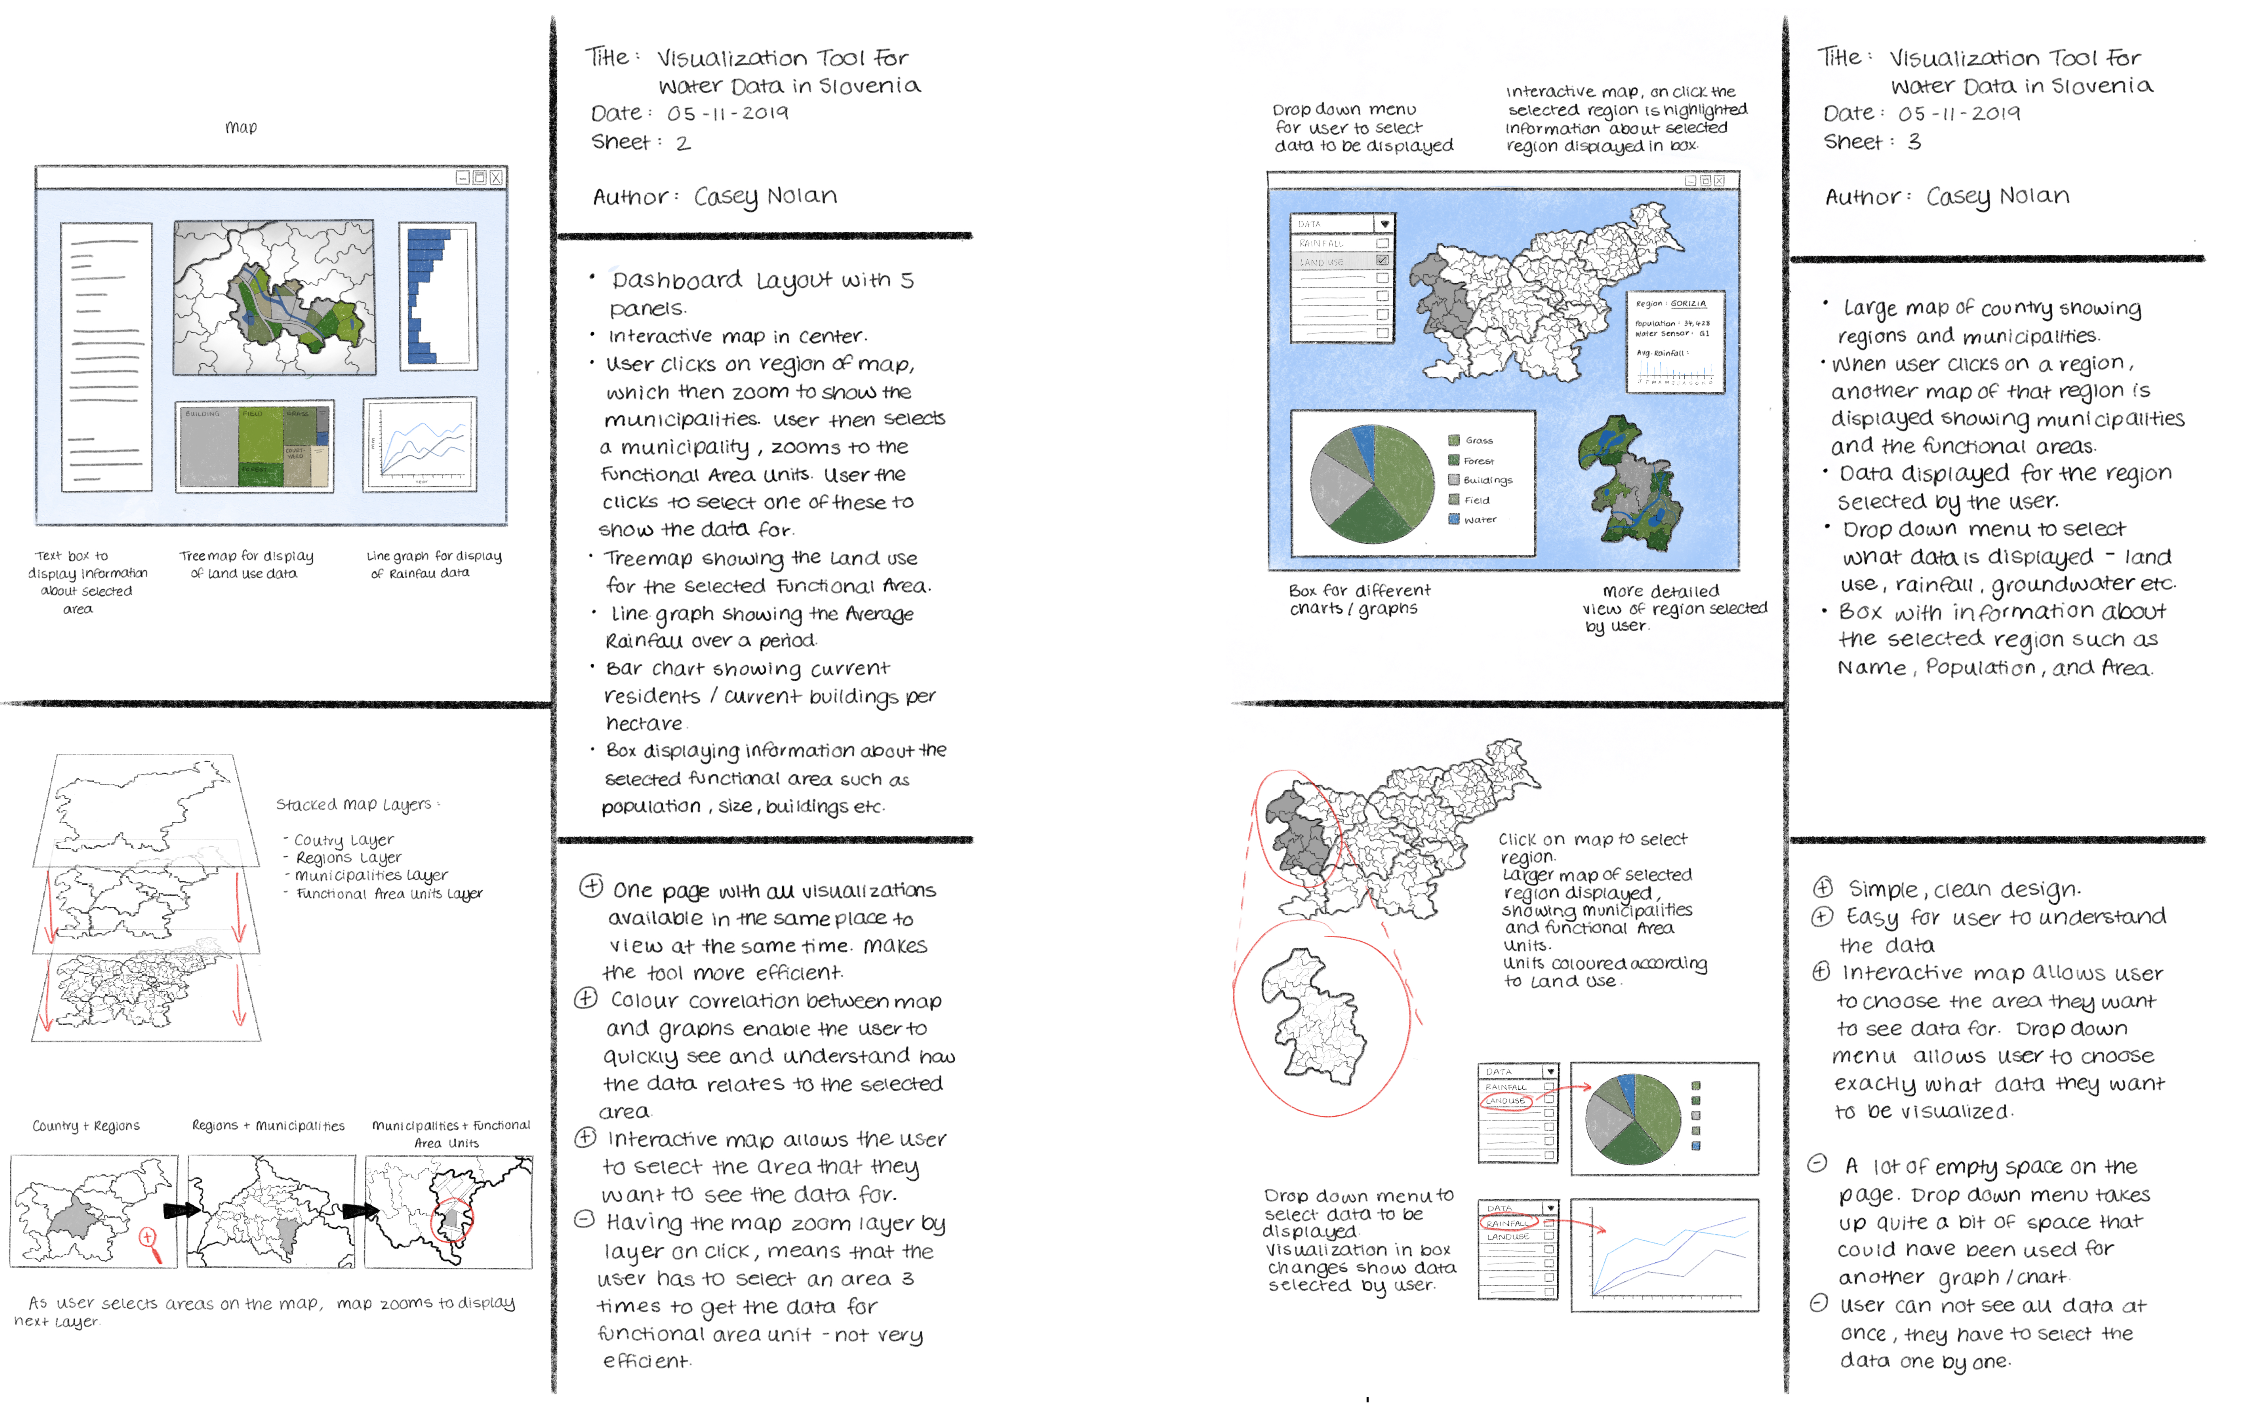 Map
BUILDING
FIELD
GRASS
FOREST
Text box to
display information
about selected
area
Treemap for display
of Land use data
Line graph for display
of Rainfall data
Title: Visualization Tool For
Water Data in Slovenia
Date: 05-11-2019
Sheet: 2
Author: Casey Nolan
• Dashboard Layout with 5
panels.
• Interactive map in center.
• User clicks on region of map,
which then zoom to show the
municipalities. User then selects
a municipality, zooms to the
Functional Area units. User the
clicks to select one of these to
show the data for.
• Treemap showing the Land use
for the selected Functional Area.
• Line graph showing the Average
Rainfall over a period.
• Bar chart showing current
residents / current buildings per
hectare.
• Box displaying information about the
selected functional area such as
population, size, buildings etc.
Stacked Map Layers:
- Coutry Layer
- Regions Layer
- Municipalities Layer
- Functional Area Units Layer
Country + Regions
Regions + Municipalities
Municipalities + Functional
Area Units
As user selects areas on the map, map zooms to display
next layer.
+ One page with all visualizations
available in the same place to
view at the same time. Makes
the tool more efficient.
+ Colour correlation between map
and graphs enable the user to
quickly see and understand how
the data relates to the selected
area.
+ Interactive map allows the user
to select the area that they
want to see the data for.
- Having the map zoom layer by
layer on click, means that the
user has to select an area 3
times to get the data for
functional area unit - not very
efficient.
Drop down menu
for user to select
data to be displayed
Interactive map, on click the
selected region is highlighted
Information about selected
region displayed in box.
DATA
RAINFALL
LAND USE
Region: GORIZIA
Population: 34,428
Water Sensor: G1
Avg. Rainfall:
J F M A M J J A S O N D
Grass
Forest
Buildings
Field
Water
Box for different
charts / graphs
More detailed
view of region selected
by user.
Title: Visualization Tool For
Water Data in Slovenia
Date: 05-11-2019
Sheet: 3
Author: Casey Nolan
• Large map of country showing
regions and municipalities.
• When user clicks on a region,
another map of that region is
displayed showing municipalities
and the functional areas.
• Data displayed for the region
selected by the user.
• Drop down menu to select
what data is displayed - land
use, rainfall, groundwater etc.
• Box with information about
the selected region such as
Name, Population, and Area.
Click on map to select
region.
Larger map of selected
region displayed,
showing municipalities
and functional Area
Units.
Units coloured according
to Land use.
DATA
RAINFALL
LANDUSE
Drop down menu to
select data to be
displayed.
Visualization in box
changes show data
selected by user.
DATA
RAINFALL
LANDUSE
+ Simple, clean design.
+ Easy for user to understand
the data
+ Interactive map allows user
to choose the area they want
to see data for. Drop down
menu allows user to choose
exactly what data they want
to be visualized.
- A lot of empty space on the
page. Drop down menu takes
up quite a bit of space that
could have been used for
another graph/chart.
- User can not see all data at
once, they have to select the
data one by one.